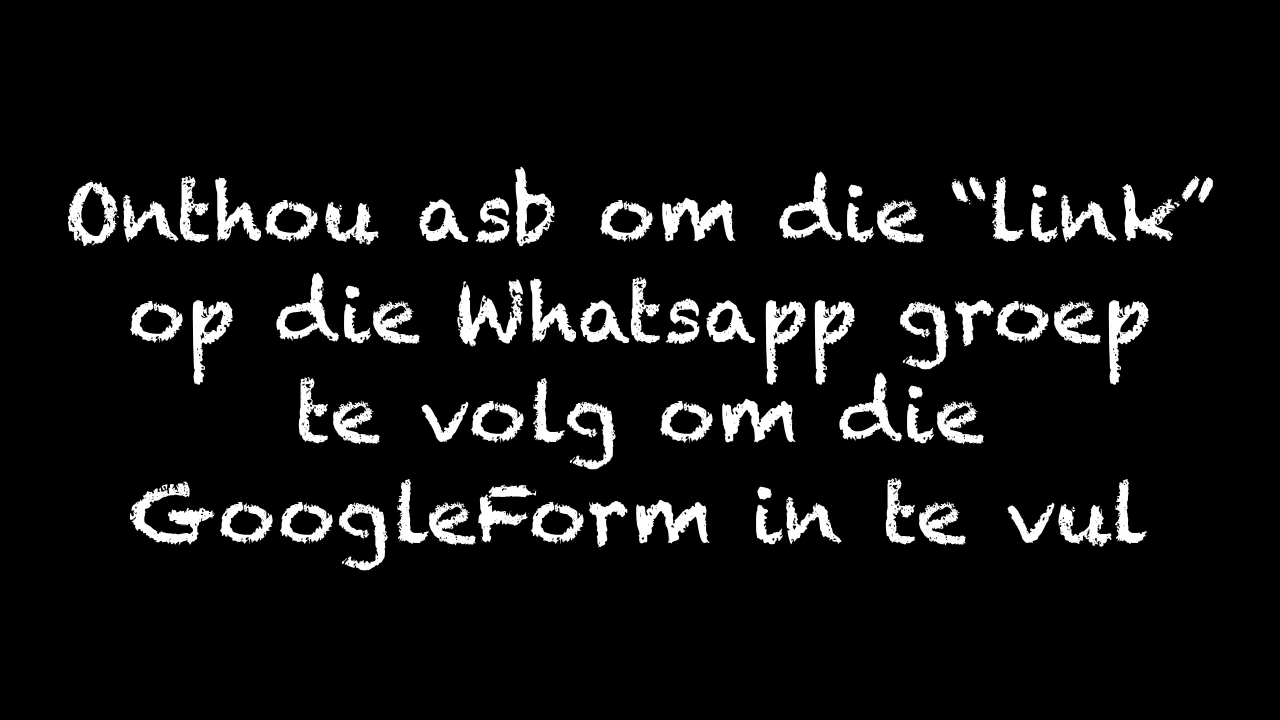 Onthou asb om die “link”
op die Whatsapp groep
te volg om die
GoogleForm in te vul